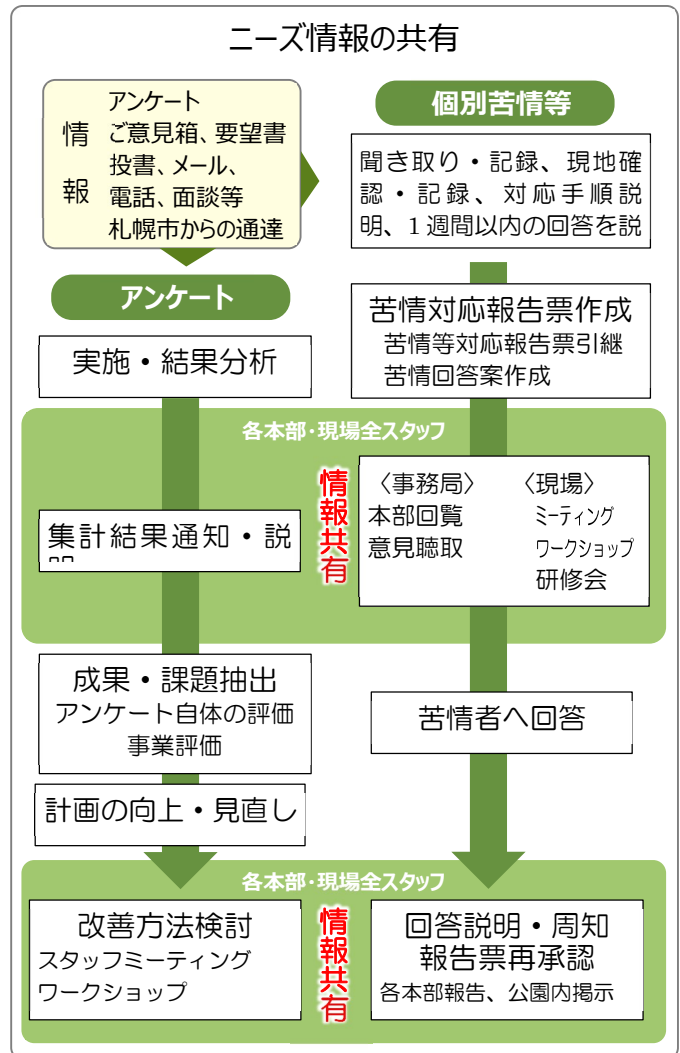 ニーズ情報の共有
情報
アンケート
ご意見箱、要望書
投書、メール、
電話、面談等
札幌市からの通達
アンケート
実施・結果分析
個別苦情等
聞き取り・記録、現地確
認・記録、対応手順説
明、1週間以内の回答を説
苦情対応報告票作成
苦情等対応報告票引継
苦情回答案作成
各本部・現場全スタッフ
集計結果通知・説
情報共有
〈事務局〉
本部回覧
意見聴取
〈現場〉
ミーティング
ワークショップ
研修会
成果・課題抽出
アンケート自体の評価
事業評価
計画の向上・見直し
苦情者へ回答
各本部・現場全スタッフ
改善方法検討
スタッフミーティング
ワークショップ
情報共有
回答説明・周知
報告票再承認
各本部報告、公園内掲示